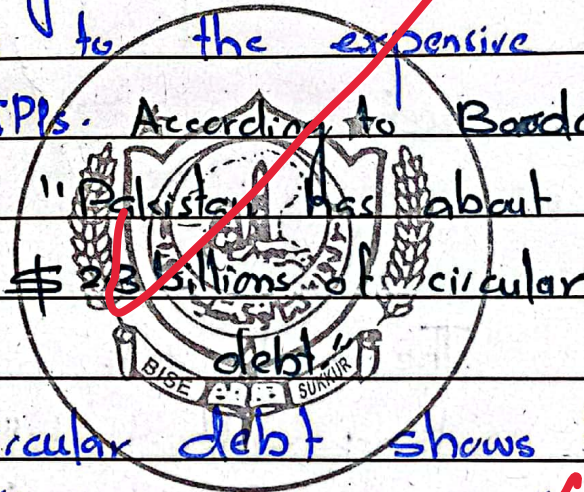 to the expensive
IPPs. According to Boado
"Pakistan has about
$ 23 billions of circular
debt"
BISE SUKKUR
rcular debt shows